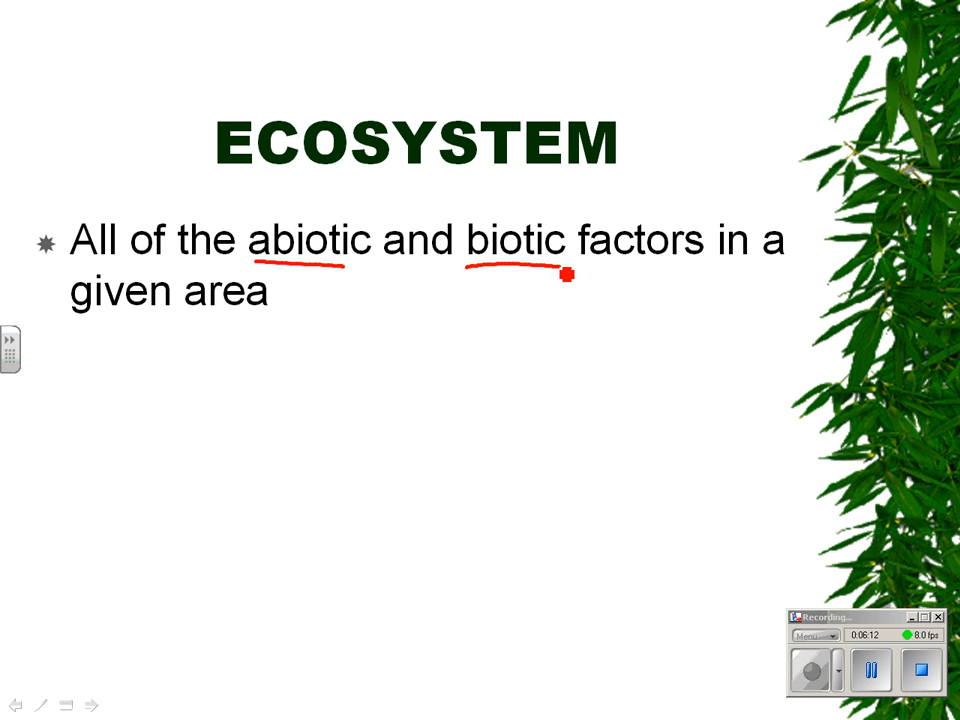 ECOSYSTEM
All of the abiotic and biotic factors in a
given area
Recording...
Menu 0:06:12 8.0 fps